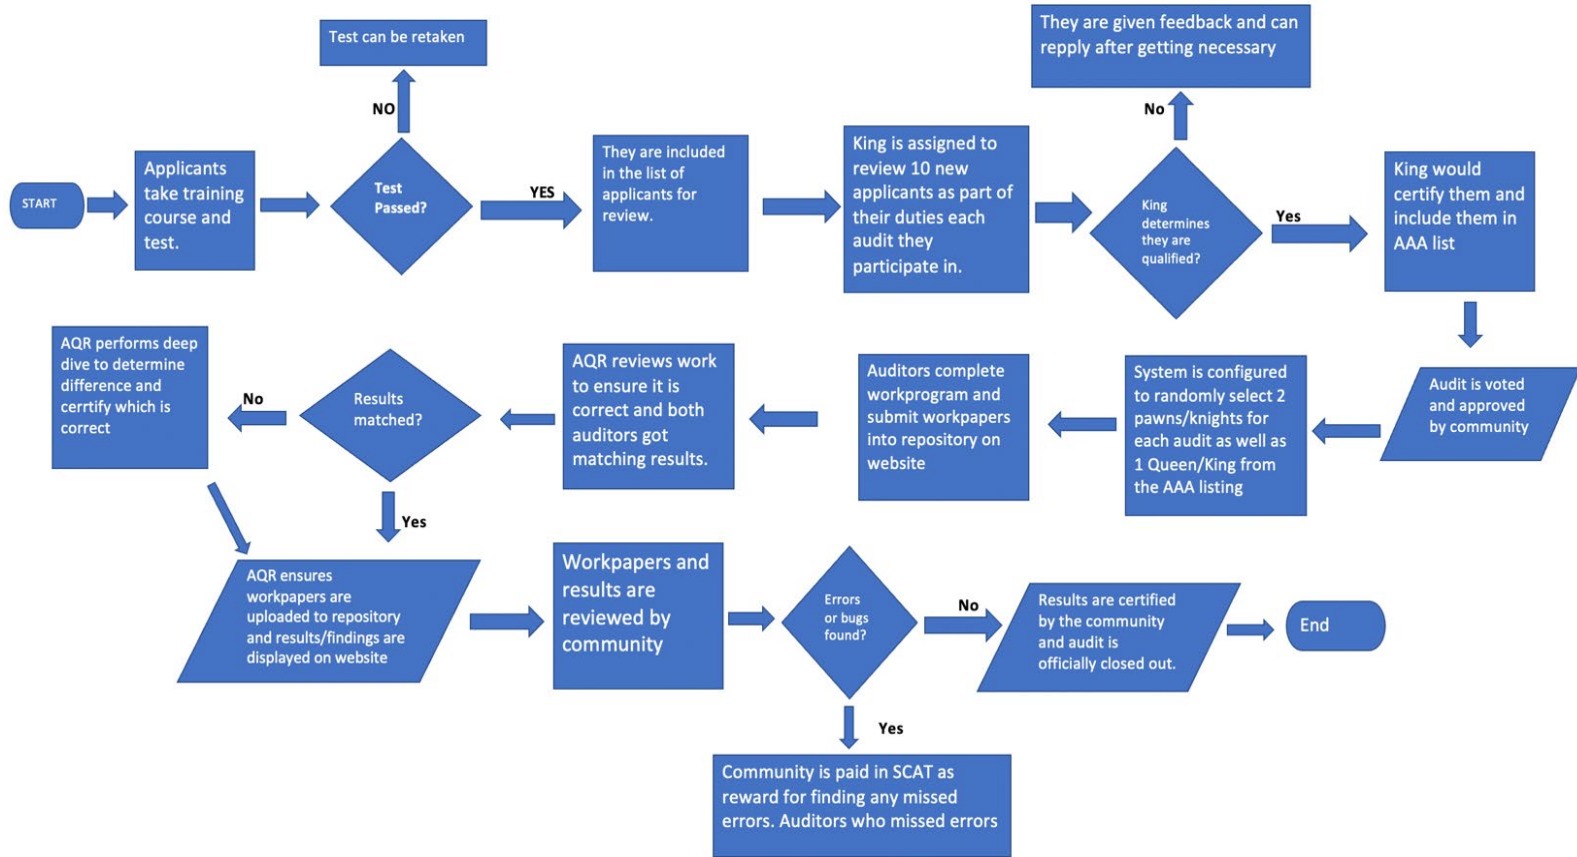 Test can be retaken
They are given feedback and can
repply after getting necessary
NO
No
START
Applicants
take training
course and
test.
Test
Passed?
YES
They are included
in the list of
applicants for
review.
King is assigned to
review 10 new
applicants as part of
their duties each
audit they
participate in.
King
determines
they are
qualified?
Yes
King would
certify them and
include them in
AAA list
AQR performs deep
dive to determine
difference and
cerrtify which is
correct
No
Results
matched?
AQR reviews work
to ensure it is
correct and both
auditors got
matching results.
Auditors complete
workprogram and
submit workpapers
into repository on
website
System is configured
to randomly select 2
pawns/knights for
each audit as well as
1 Queen/King from
the AAA listing
Audit is voted
and approved
by community
Yes
AQR ensures
workpapers are
uploaded to repository
and results/findings are
displayed on website
Workpapers and
results are
reviewed by
community
Errors
or bugs
found?
No
Results are certified
by the community
and audit is
officially closed out.
End
Yes
Community is paid in SCAT as
reward for finding any missed
errors. Auditors who missed errors